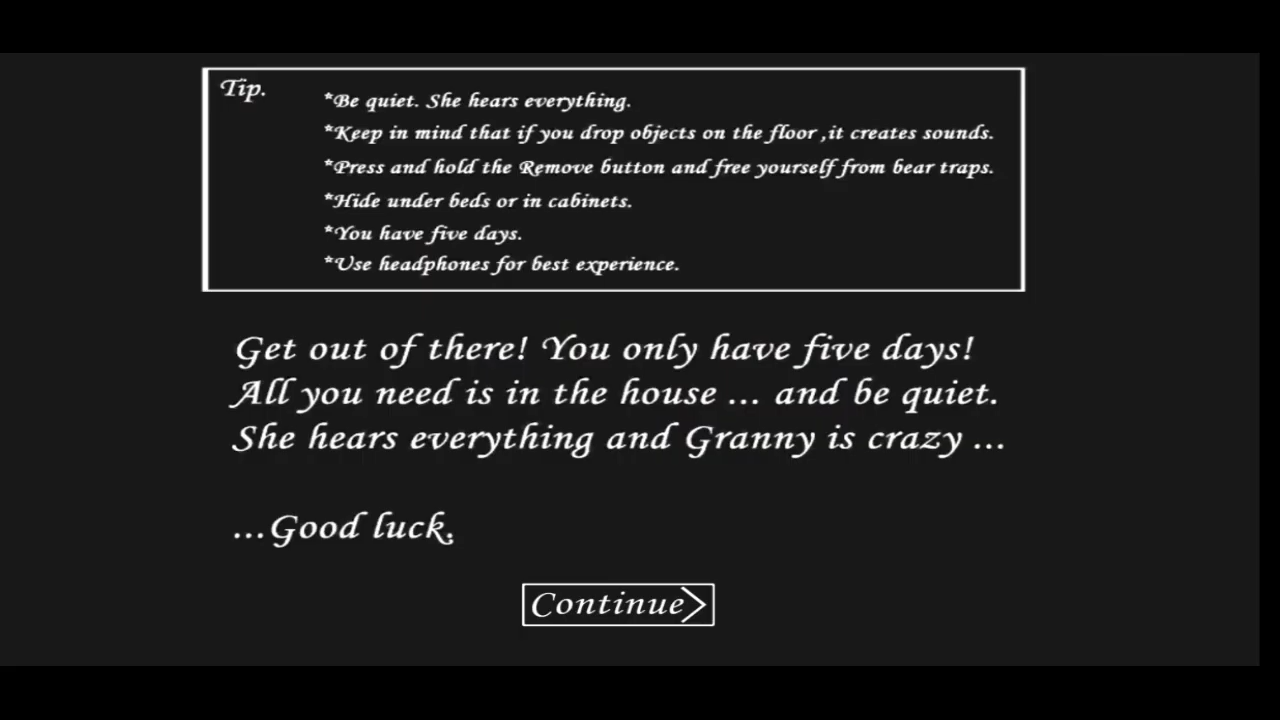 Tip.
*Be quiet. She hears everything.
*Keep in mind that if you drop objects on the floor ,it creates sounds.
*Press and hold the Remove button and free yourself from bear traps.
*Hide under beds or in cabinets.
*You have five days.
*Use headphones for best experience.
Get out of there! You only have five days!
All you need is in the house ... and be quiet.
She hears everything and Granny is crazy ...
...Good luck.
Continue>